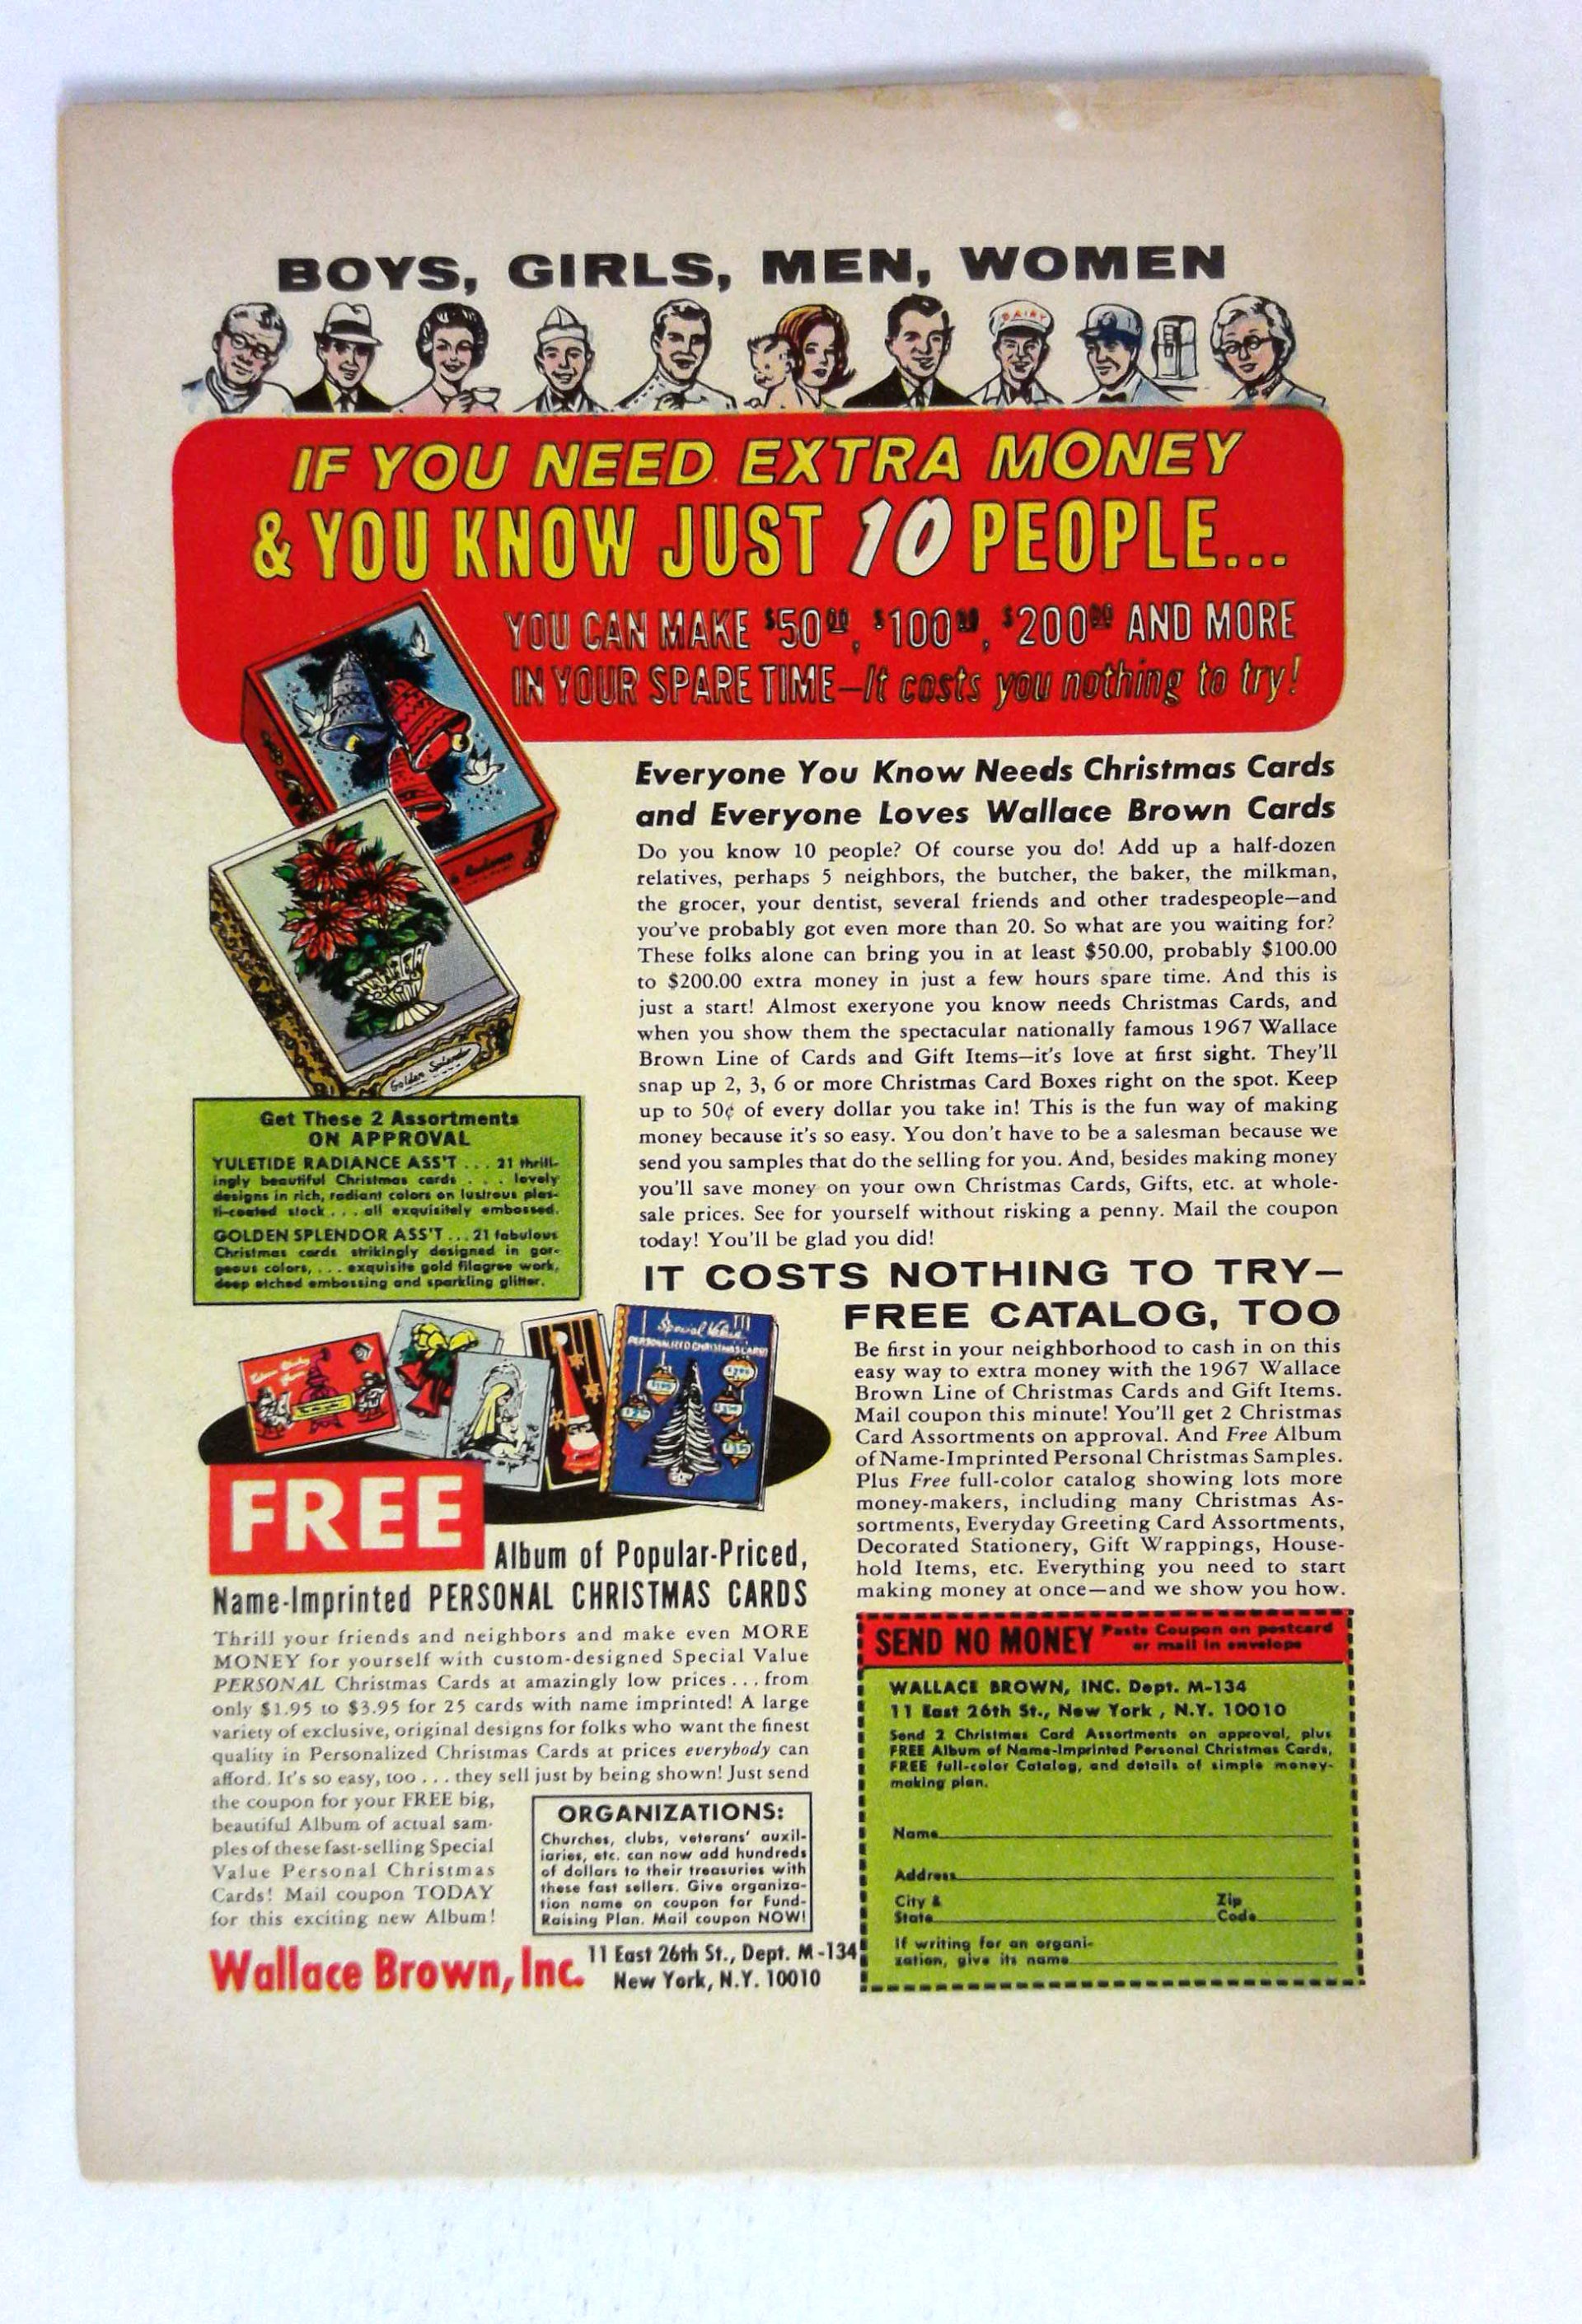 BOYS, GIRLS, MEN, WOMEN
DAIRY
IF YOU NEED EXTRA MONEY
& YOU KNOW JUST 10 PEOPLE...
YOU CAN MAKE $50.00, $100.00, $200.00 AND MORE
IN YOUR SPARE TIME—It costs you nothing to try!
Radiance
Golden Splendor
Everyone You Know Needs Christmas Cards
and Everyone Loves Wallace Brown Cards
Do you know 10 people? Of course you do! Add up a half-dozen
relatives, perhaps 5 neighbors, the butcher, the baker, the milkman,
the grocer, your dentist, several friends and other tradespeople—and
you've probably got even more than 20. So what are you waiting for?
These folks alone can bring you in at least $50.00, probably $100.00
to $200.00 extra money in just a few hours spare time. And this is
just a start! Almost exeryone you know needs Christmas Cards, and
when you show them the spectacular nationally famous 1967 Wallace
Brown Line of Cards and Gift Items—it's love at first sight. They'll
snap up 2, 3, 6 or more Christmas Card Boxes right on the spot. Keep
up to 50¢ of every dollar you take in! This is the fun way of making
money because it's so easy. You don't have to be a salesman because we
send you samples that do the selling for you. And, besides making money
you'll save money on your own Christmas Cards, Gifts, etc. at whole-
sale prices. See for yourself without risking a penny. Mail the coupon
today! You'll be glad you did!
Get These 2 Assortments
ON APPROVAL
YULETIDE RADIANCE ASS'T ... 21 thrill-
ingly beautiful Christmas cards . . . lovely
designs in rich, radiant colors on lustrous plas-
ti-coated stock . . . all exquisitely embossed.
GOLDEN SPLENDOR ASS'T ... 21 fabulous
Christmas cards strikingly designed in gor-
geous colors, . . . exquisite gold filagree work,
deep etched embossing and sparkling glitter.
IT COSTS NOTHING TO TRY—
FREE CATALOG, TOO
Be first in your neighborhood to cash in on this
easy way to extra money with the 1967 Wallace
Brown Line of Christmas Cards and Gift Items.
Mail coupon this minute! You'll get 2 Christmas
Card Assortments on approval. And Free Album
of Name-Imprinted Personal Christmas Samples.
Plus Free full-color catalog showing lots more
money-makers, including many Christmas As-
sortments, Everyday Greeting Card Assortments,
Decorated Stationery, Gift Wrappings, House-
hold Items, etc. Everything you need to start
making money at once—and we show you how.
Special Value
PERSONALIZED CHRISTMAS CARDS
FREE
Album of Popular-Priced,
Name-Imprinted PERSONAL CHRISTMAS CARDS
Thrill your friends and neighbors and make even MORE
MONEY for yourself with custom-designed Special Value
PERSONAL Christmas Cards at amazingly low prices . . . from
only $1.95 to $3.95 for 25 cards with name imprinted! A large
variety of exclusive, original designs for folks who want the finest
quality in Personalized Christmas Cards at prices everybody can
afford. It's so easy, too . . . they sell just by being shown! Just send
the coupon for your FREE big,
beautiful Album of actual sam-
ples of these fast-selling Special
Value Personal Christmas
Cards! Mail coupon TODAY
for this exciting new Album!
ORGANIZATIONS:
Churches, clubs, veterans' auxil-
iaries, etc. can now add hundreds
of dollars to their treasuries with
these fast sellers. Give organiza-
tion name on coupon for Fund-
Raising Plan. Mail coupon NOW!
Wallace Brown, Inc. 11 East 26th St., Dept. M-134
New York, N.Y. 10010
SEND NO MONEY Paste Coupon on postcard
or mail in envelope
WALLACE BROWN, INC. Dept. M-134
11 East 26th St., New York , N.Y. 10010
Send 2 Christmas Card Assortments on approval, plus
FREE Album of Name-Imprinted Personal Christmas Cards,
FREE full-color Catalog, and details of simple money-
making plan.
Name
Address
City & Zip
State Code
If writing for an organi-
zation, give its name